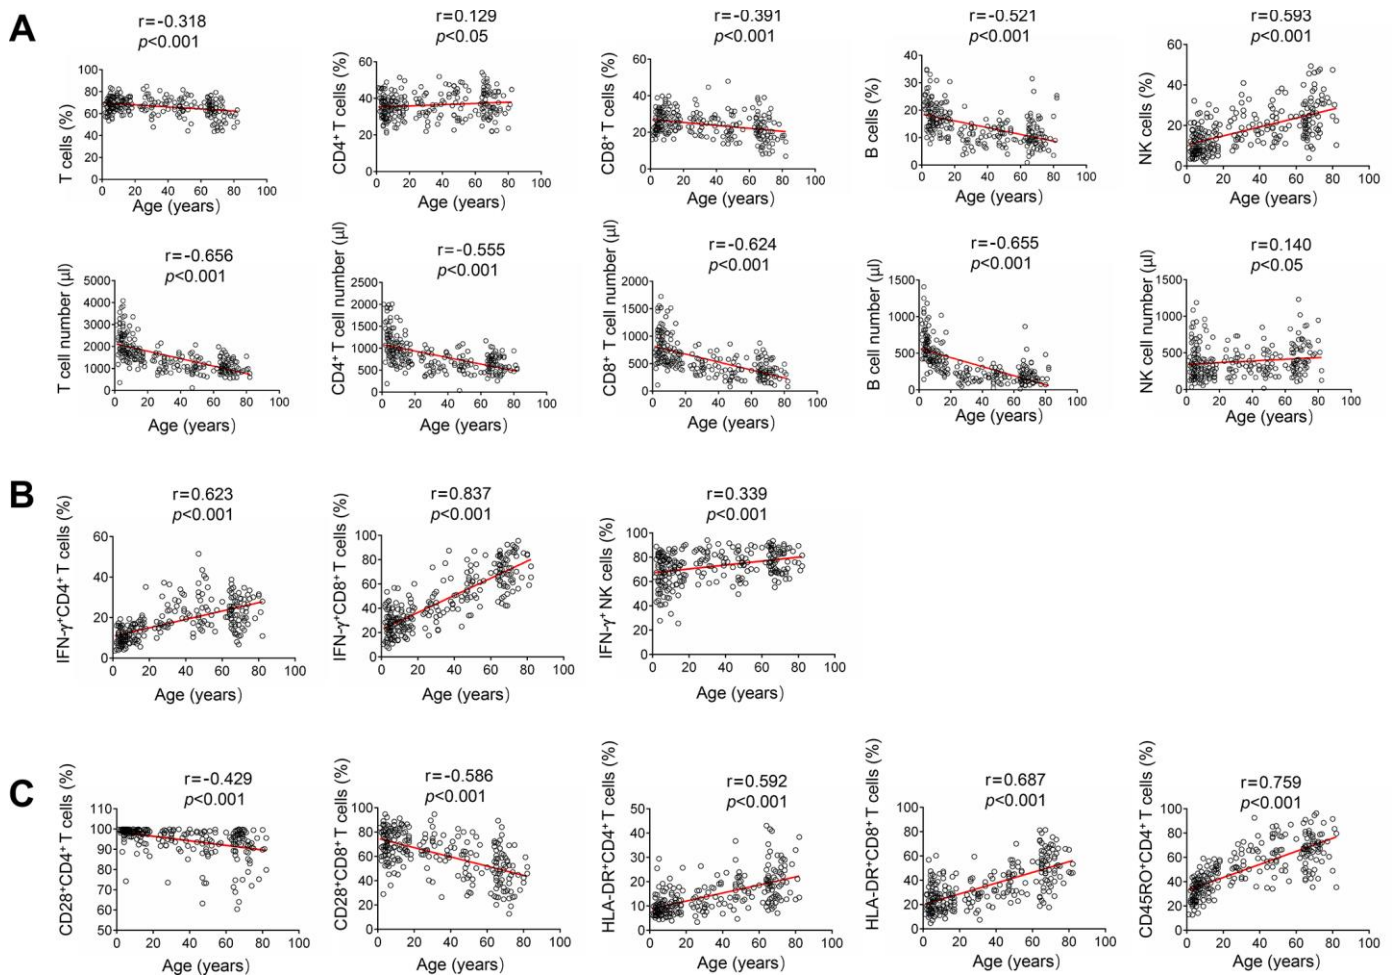 A
r=-0.318
p<0.001
T cells (%)
100
80
60
40
20
0
0 20 40 60 80 100
Age (years)
r=0.129
p<0.05
CD4⁺ T cells (%)
60
40
20
0
0 20 40 60 80 100
Age (years)
r=-0.391
p<0.001
CD8⁺ T cells (%)
60
40
20
0
0 20 40 60 80 100
Age (years)
r=-0.521
p<0.001
B cells (%)
40
30
20
10
0
0 20 40 60 80 100
Age (years)
r=0.593
p<0.001
NK cells (%)
60
40
20
0
0 20 40 60 80 100
Age (years)
r=-0.656
p<0.001
T cell number (µl)
5000
4000
3000
2000
1000
0
0 20 40 60 80 100
Age (years)
r=-0.555
p<0.001
CD4⁺ T cell number (µl)
2500
2000
1500
1000
500
0
0 20 40 60 80 100
Age (years)
r=-0.624
p<0.001
CD8⁺ T cell number (µl)
2000
1500
1000
500
0
0 20 40 60 80 100
Age (years)
r=-0.655
p<0.001
B cell number (µl)
1500
1000
500
0
0 20 40 60 80 100
Age (years)
r=0.140
p<0.05
NK cell number (µl)
1500
1000
500
0
0 20 40 60 80 100
Age (years)
B
r=0.623
p<0.001
IFN-γ⁺CD4⁺ T cells (%)
60
40
20
0
0 20 40 60 80 100
Age (years)
r=0.837
p<0.001
IFN-γ⁺CD8⁺ T cells (%)
100
80
60
40
20
0
0 20 40 60 80 100
Age (years)
r=0.339
p<0.001
IFN-γ⁺ NK cells (%)
100
80
60
40
20
0
0 20 40 60 80 100
Age (years)
C
r=-0.429
p<0.001
CD28⁺CD4⁺ T cells (%)
110
100
90
80
70
60
50
0 20 40 60 80 100
Age (years)
r=-0.586
p<0.001
CD28⁺CD8⁺ T cells (%)
100
80
60
40
20
0
0 20 40 60 80 100
Age (years)
r=0.592
p<0.001
HLA-DR⁺CD4⁺ T cells (%)
50
40
30
20
10
0
0 20 40 60 80 100
Age (years)
r=0.687
p<0.001
HLA-DR⁺CD8⁺ T cells (%)
100
80
60
40
20
0
0 20 40 60 80 100
Age (years)
r=0.759
p<0.001
CD45RO⁺CD4⁺ T cells (%)
100
80
60
40
20
0
0 20 40 60 80 100
Age (years)